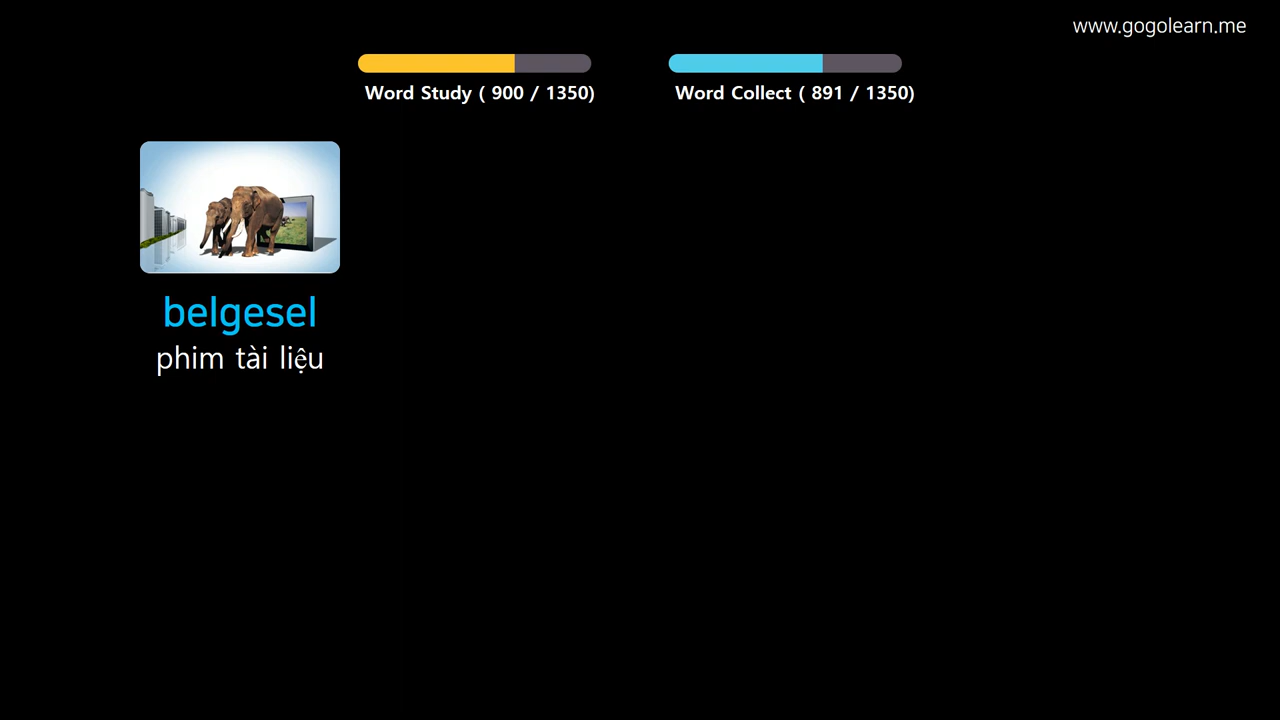 www.gogolearn.me
Word Study ( 900 / 1350)
Word Collect ( 891 / 1350)
belgesel
phim tài liệu